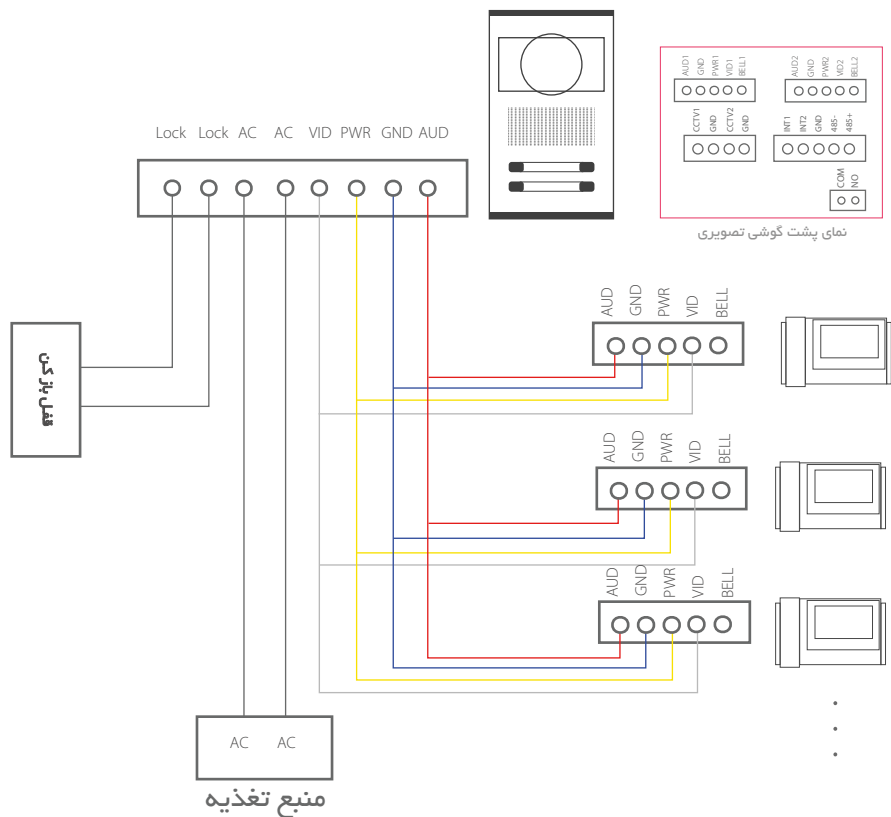 AUD1 GND PWR1 VID1 BELL1
AUD2 GND PWR2 VID2 BELL2
CCTV1 GND CCTV2 GND
INT1 INT2 GND 485- 485+
COM NO
نمای پشت گوشی تصویری
Lock Lock AC AC VID PWR GND AUD
AUD GND PWR VID BELL
قفل بازکن
AUD GND PWR VID BELL
AUD GND PWR VID BELL
AC AC
منبع تغذیه